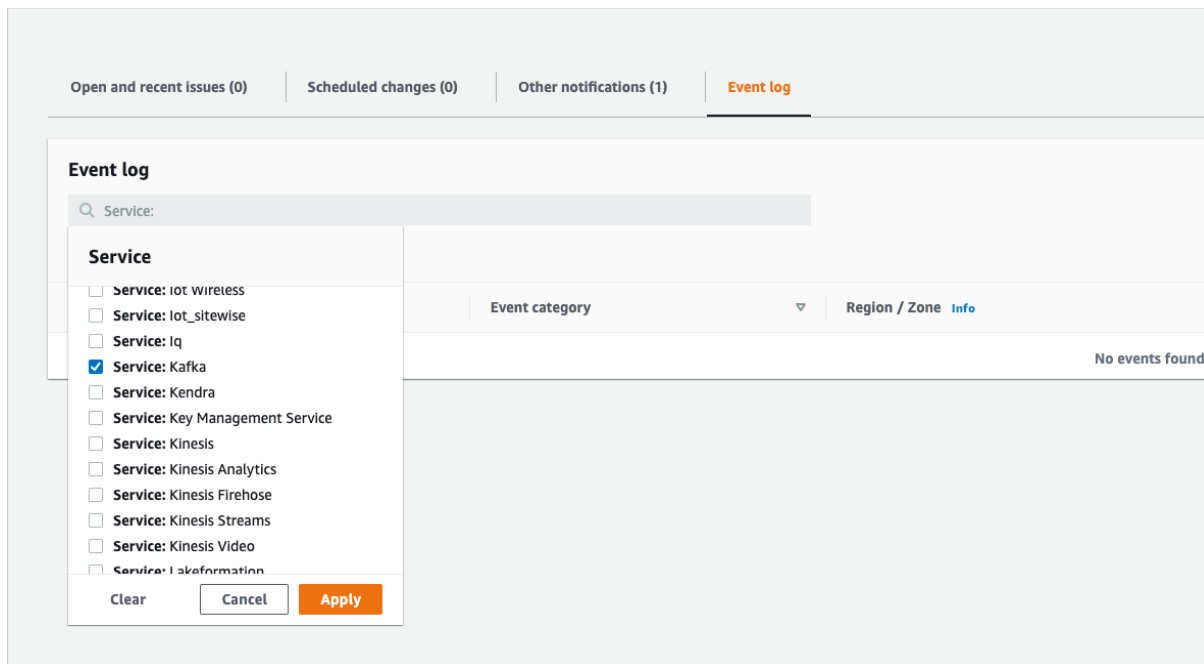 Open and recent issues (0) Scheduled changes (0) Other notifications (1) Event log
Event log
Service:
Service
Service: Iot Wireless
Service: Iot_sitewise
Event category Region / Zone Info
Service: Iq
Service: Kafka
No events found
Service: Kendra
Service: Key Management Service
Service: Kinesis
Service: Kinesis Analytics
Service: Kinesis Firehose
Service: Kinesis Streams
Service: Kinesis Video
Service: Lakeformation
Clear Cancel Apply